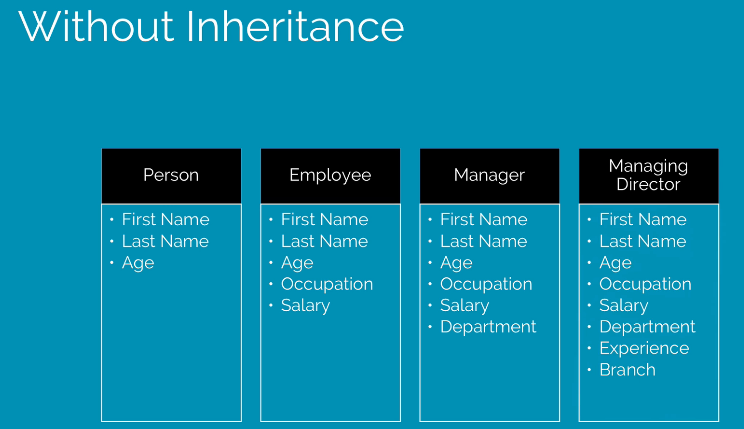 Without Inheritance
Person
• First Name
• Last Name
• Age
Employee
• First Name
• Last Name
• Age
• Occupation
• Salary
Manager
• First Name
• Last Name
• Age
• Occupation
• Salary
• Department
Managing
Director
• First Name
• Last Name
• Age
• Occupation
• Salary
• Department
• Experience
• Branch